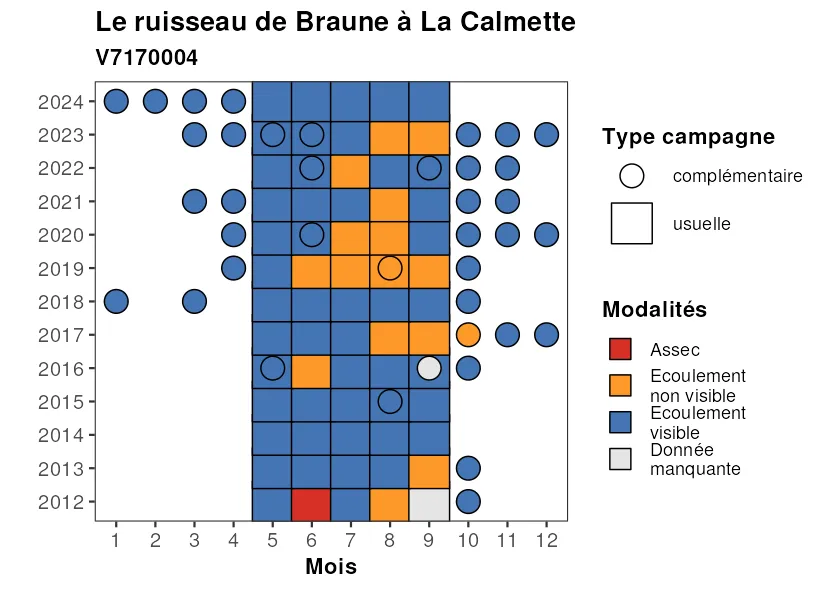 Le ruisseau de Braune à La Calmette
V7170004
2024
2023
2022
2021
2020
2019
2018
2017
2016
2015
2014
2013
2012
1 2 3 4 5 6 7 8 9 10 11 12
Mois
Type campagne
complémentaire
usuelle
Modalités
Assec
Ecoulement
non visible
Ecoulement
visible
Donnée
manquante